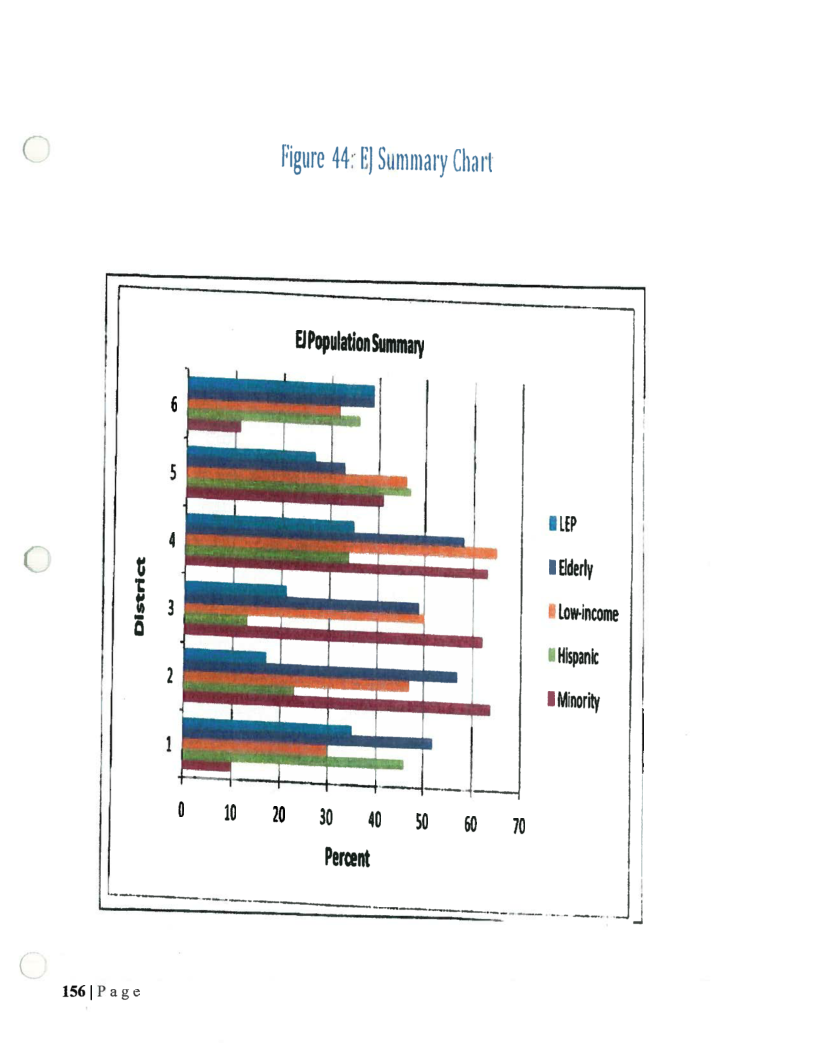 Figure 44: EJ Summary Chart
EJ Population Summary
6
5
4
3
2
1
District
0 10 20 30 40 50 60 70
Percent
LEP
Elderly
Low-income
Hispanic
Minority
156 | P a g e